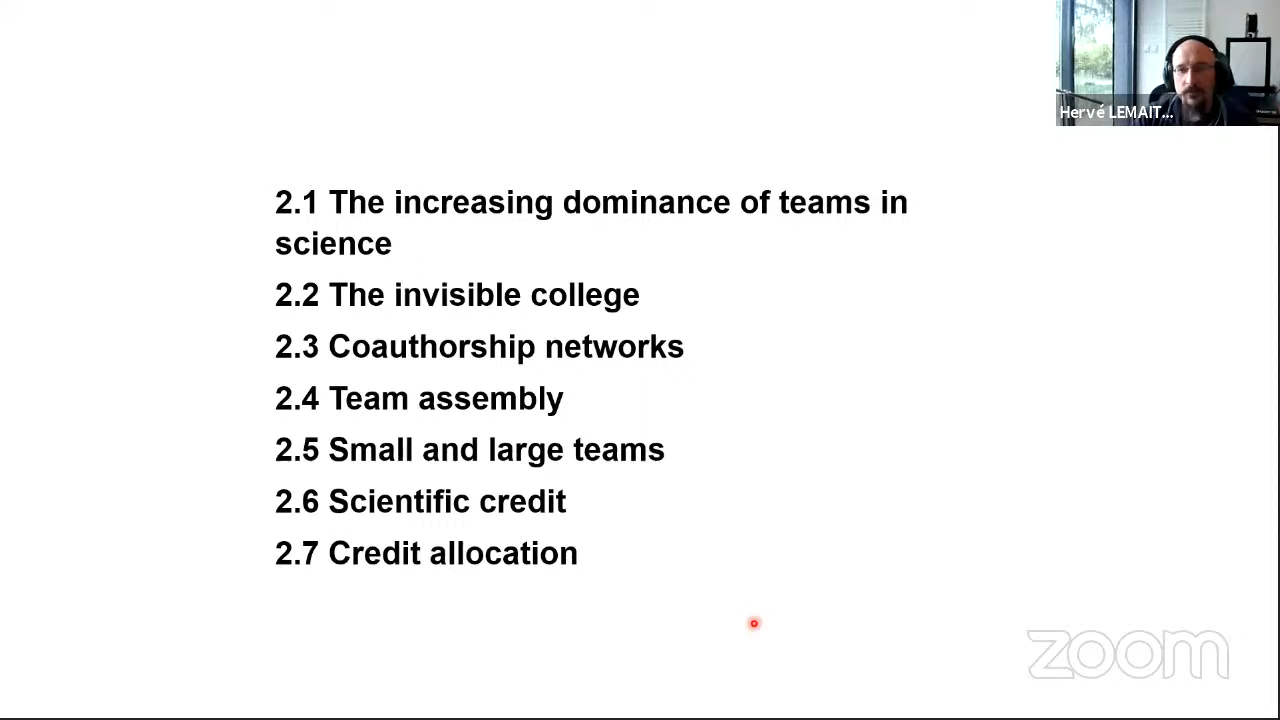 Hervé LEMAIT...
2.1 The increasing dominance of teams in
science
2.2 The invisible college
2.3 Coauthorship networks
2.4 Team assembly
2.5 Small and large teams
2.6 Scientific credit
2.7 Credit allocation
zoom